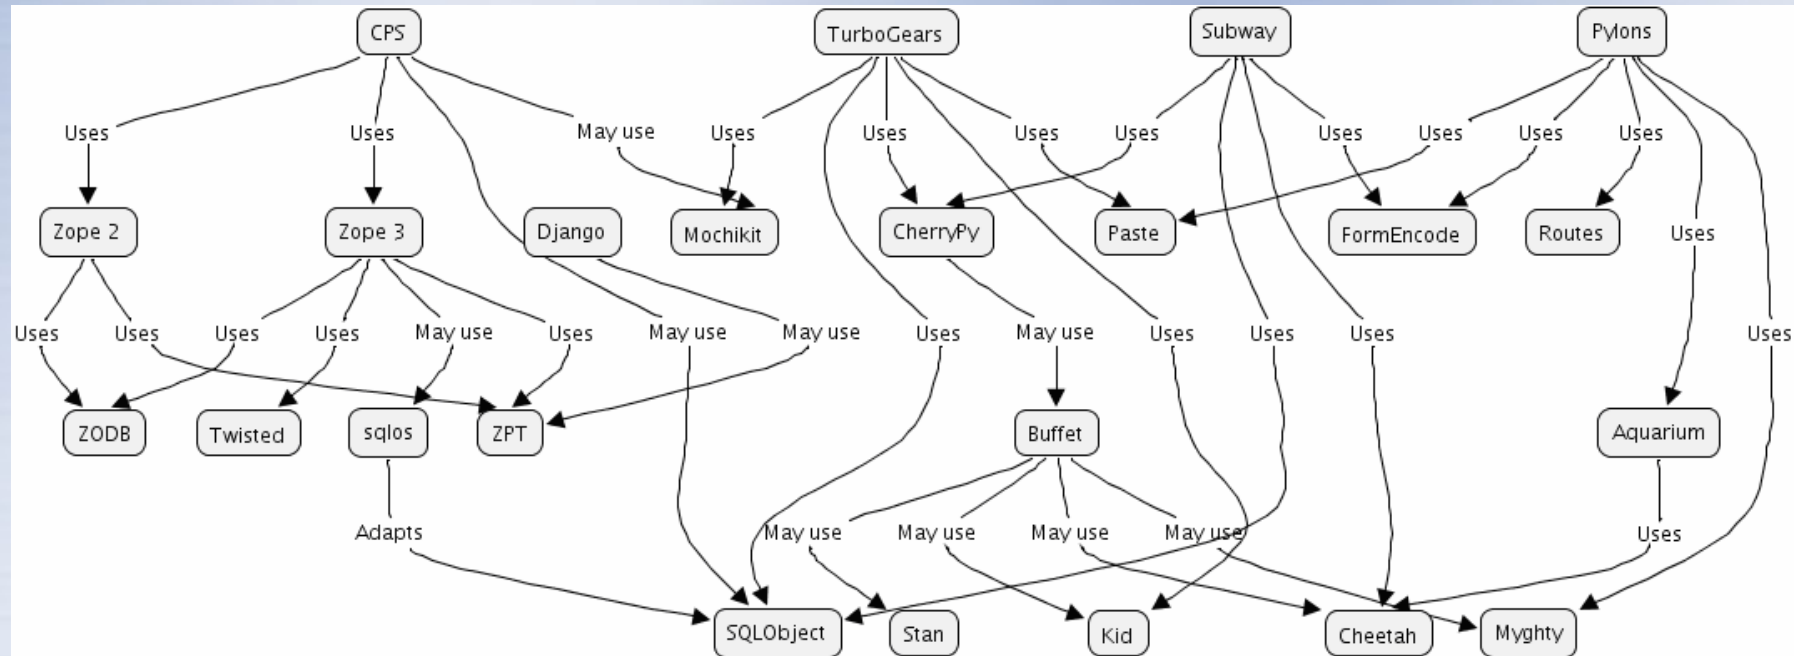 CPS
TurboGears
Subway
Pylons
Uses
Uses
May use
Uses
Uses
Uses
Uses
Uses
Uses
Uses
Uses
Zope 2
Zope 3
Django
Mochikit
CherryPy
Paste
FormEncode
Routes
Uses
Uses
Uses
Uses
Uses
May use
Uses
May use
May use
Uses
May use
Uses
Uses
Uses
Uses
ZODB
Twisted
sqlos
ZPT
Buffet
Aquarium
Adapts
May use
May use
May use
May use
Uses
SQLObject
Stan
Kid
Cheetah
Myghty